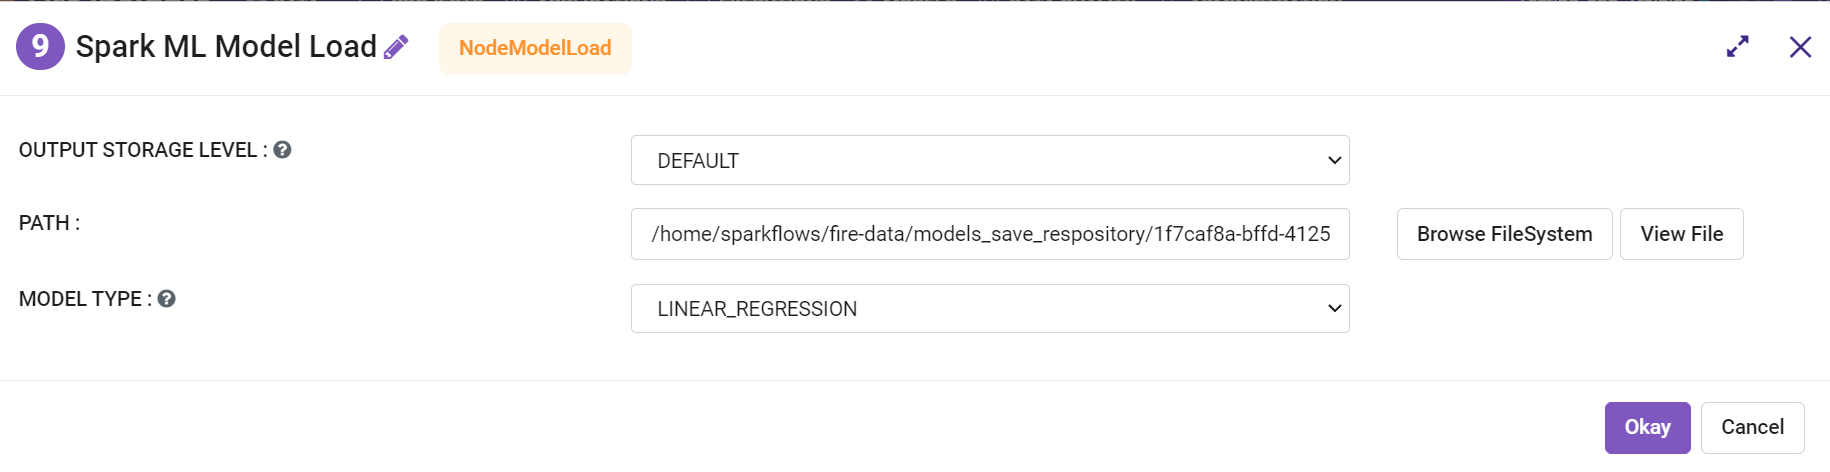 9 Spark ML Model Load NodeModelLoad
OUTPUT STORAGE LEVEL : ?
DEFAULT
PATH :
/home/sparkflows/fire-data/models_save_respository/1f7caf8a-bffd-4125
Browse FileSystem View File
MODEL TYPE : ?
LINEAR_REGRESSION
Okay Cancel